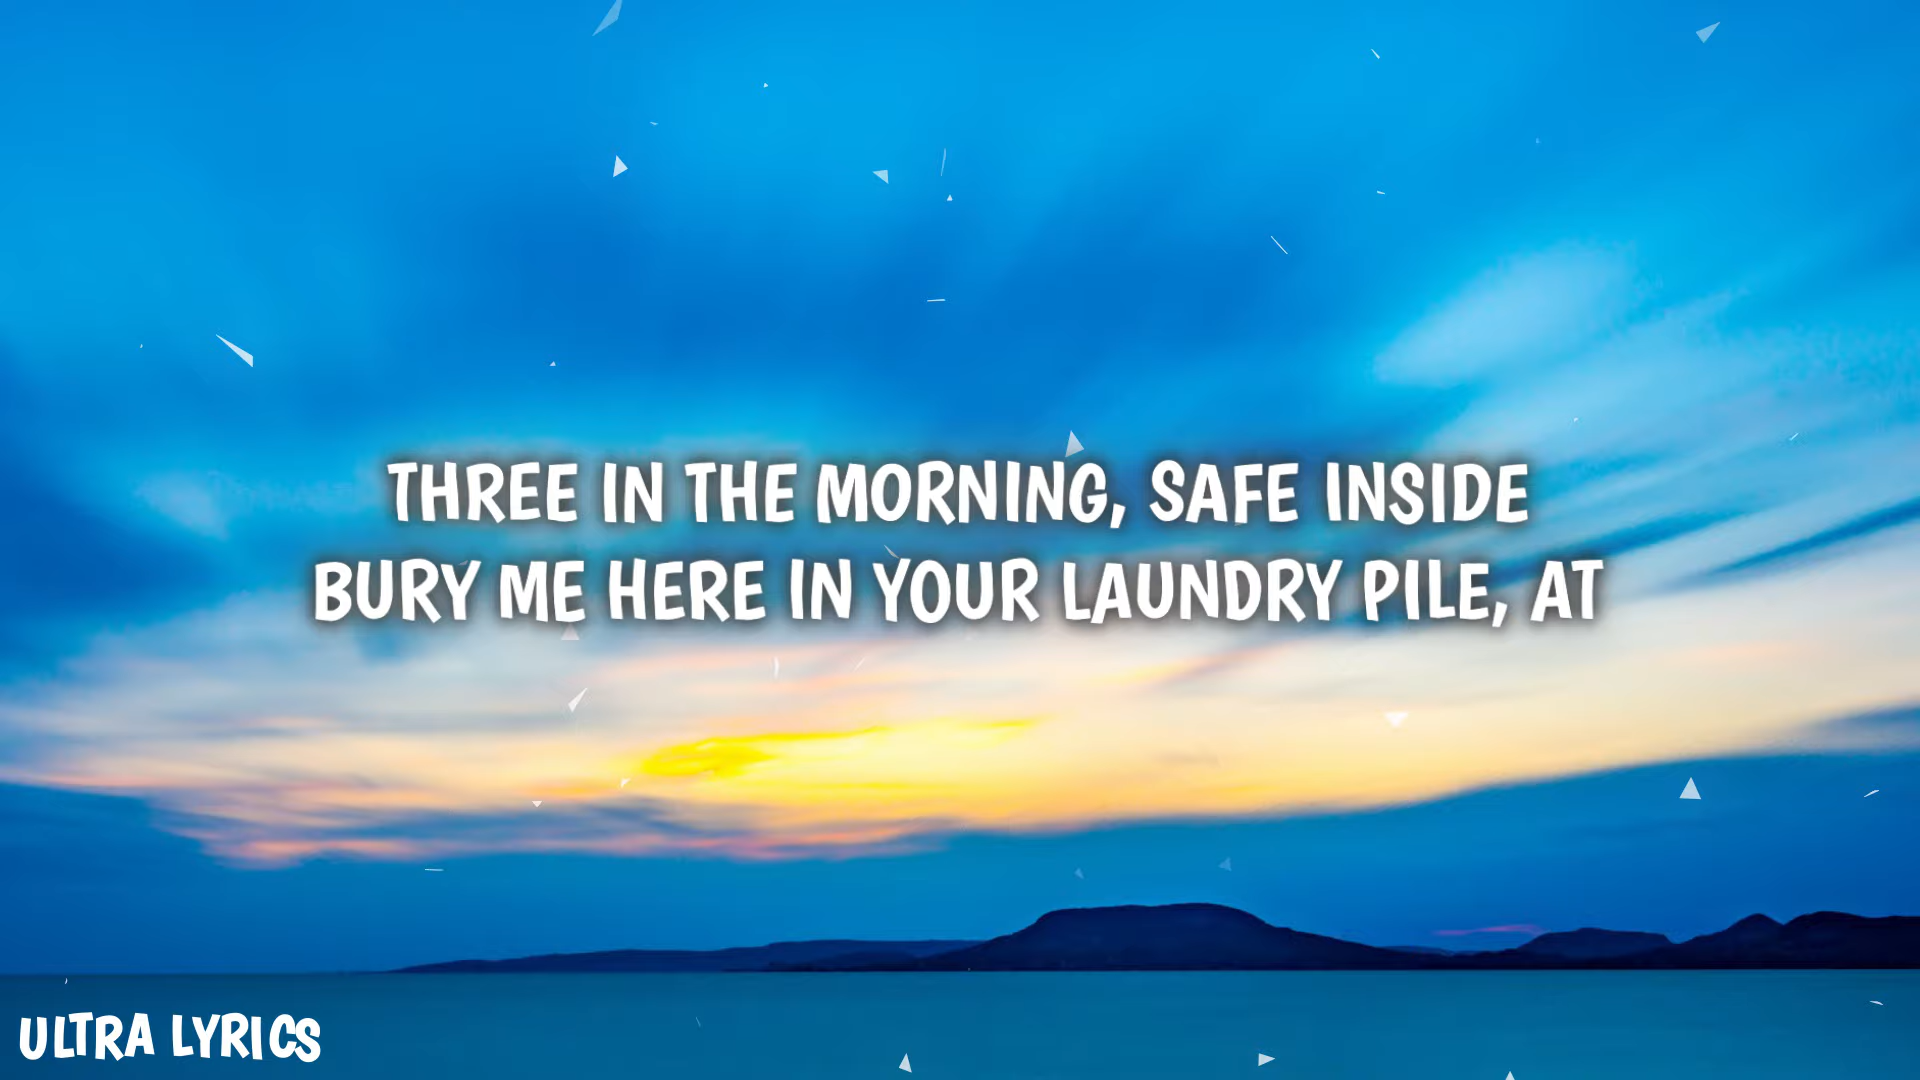 THREE IN THE MORNING, SAFE INSIDE
BURY ME HERE IN YOUR LAUNDRY PILE, AT
ULTRA LYRICS